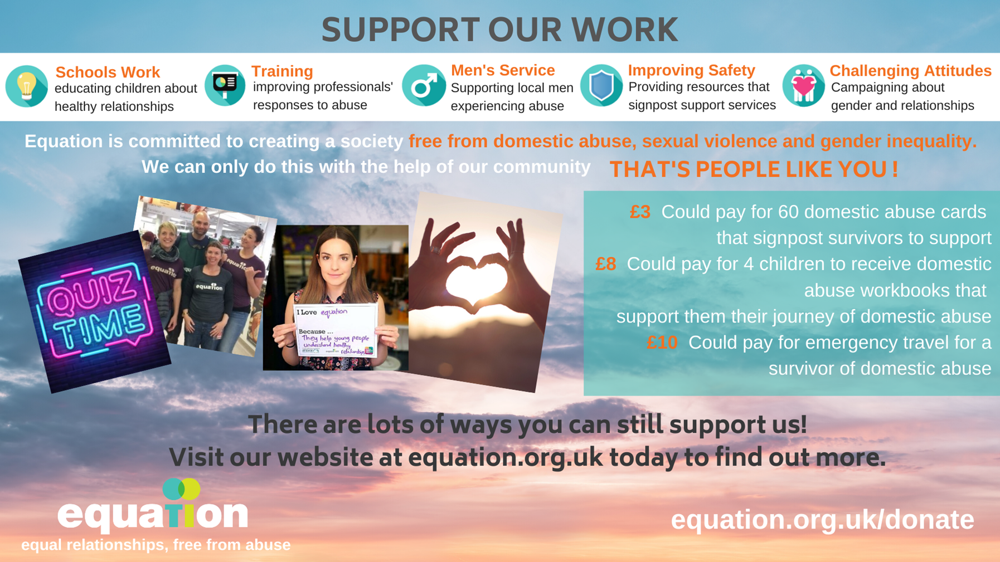 SUPPORT OUR WORK
Schools Work
educating children about
healthy relationships
Training
improving professionals'
responses to abuse
Men's Service
Supporting local men
experiencing abuse
Improving Safety
Providing resources that
signpost support services
Challenging Attitudes
Campaigning about
gender and relationships
Equation is committed to creating a society free from domestic abuse, sexual violence and gender inequality.
We can only do this with the help of our community THAT'S PEOPLE LIKE YOU !
QUIZ
TIME
equation
equation
I Love equation
Because ...
They help young people
understand healthy
relationships
£3 Could pay for 60 domestic abuse cards
that signpost survivors to support
£8 Could pay for 4 children to receive domestic
abuse workbooks that
support them their journey of domestic abuse
£10 Could pay for emergency travel for a
survivor of domestic abuse
There are lots of ways you can still support us!
Visit our website at equation.org.uk today to find out more.
equation
equal relationships, free from abuse
equation.org.uk/donate